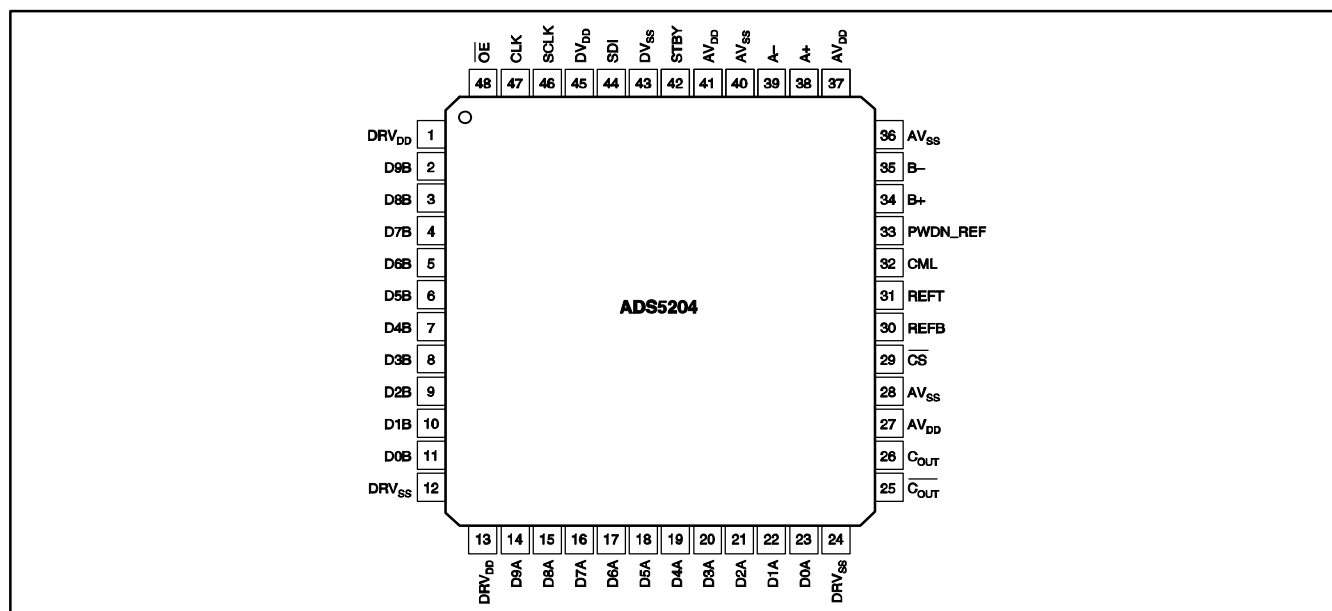 OE CLK SCLK DVDD SDI DVSS STBY AVDD AVSS A– A+ AVDD
48 47 46 45 44 43 42 41 40 39 38 37
DRVDD 1 36 AVSS
D9B 2 35 B–
D8B 3 34 B+
D7B 4 33 PWDN_REF
D6B 5 32 CML
D5B 6 31 REFT
ADS5204
D4B 7 30 REFB
D3B 8 29 CS
D2B 9 28 AVSS
D1B 10 27 AVDD
D0B 11 26 COUT
DRVSS 12 25 COUT
13 14 15 16 17 18 19 20 21 22 23 24
DRVDD D9A D8A D7A D6A D5A D4A D3A D2A D1A D0A DRVSS